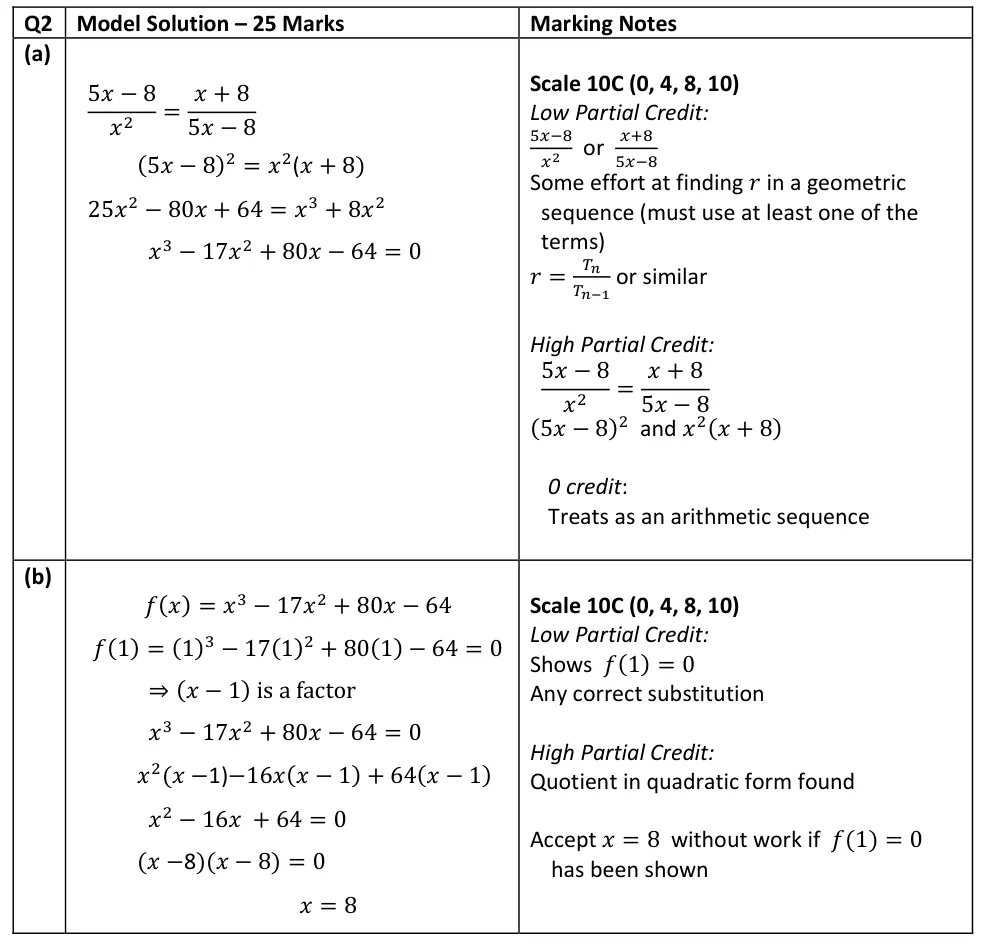 Q2 Model Solution – 25 Marks Marking Notes
(a)
(5x − 8)/x² = (x + 8)/(5x − 8)
(5x − 8)² = x²(x + 8)
25x² − 80x + 64 = x³ + 8x²
x³ − 17x² + 80x − 64 = 0
Scale 10C (0, 4, 8, 10)
Low Partial Credit:
(5x−8)/x² or (x+8)/(5x−8)
Some effort at finding r in a geometric
sequence (must use at least one of the
terms)
r = Tₙ/Tₙ₋₁ or similar
High Partial Credit:
(5x − 8)/x² = (x + 8)/(5x − 8)
(5x − 8)² and x²(x + 8)
0 credit:
Treats as an arithmetic sequence
(b)
f(x) = x³ − 17x² + 80x − 64
f(1) = (1)³ − 17(1)² + 80(1) − 64 = 0
⇒ (x − 1) is a factor
x³ − 17x² + 80x − 64 = 0
x²(x −1)−16x(x − 1) + 64(x − 1)
x² − 16x + 64 = 0
(x −8)(x − 8) = 0
x = 8
Scale 10C (0, 4, 8, 10)
Low Partial Credit:
Shows f(1) = 0
Any correct substitution
High Partial Credit:
Quotient in quadratic form found
Accept x = 8 without work if f(1) = 0
has been shown